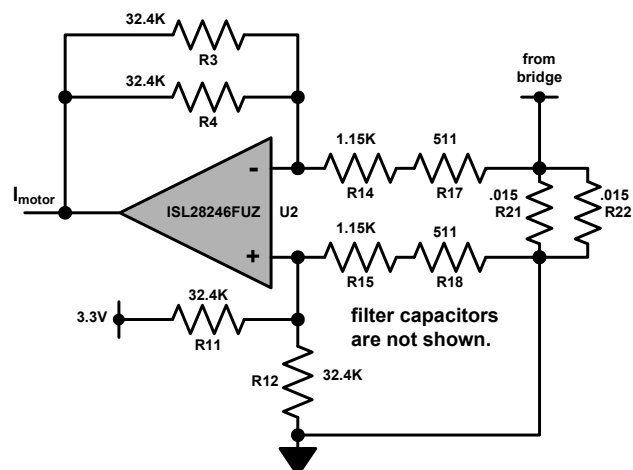 32.4K
R3
32.4K
R4
from
bridge
1.15K
511
R14
R17
.015
R21
.015
R22
-
I_motor
ISL28246FUZ
U2
+
1.15K
511
R15
R18
3.3V
32.4K
R11
filter capacitors
are not shown.
R12
32.4K